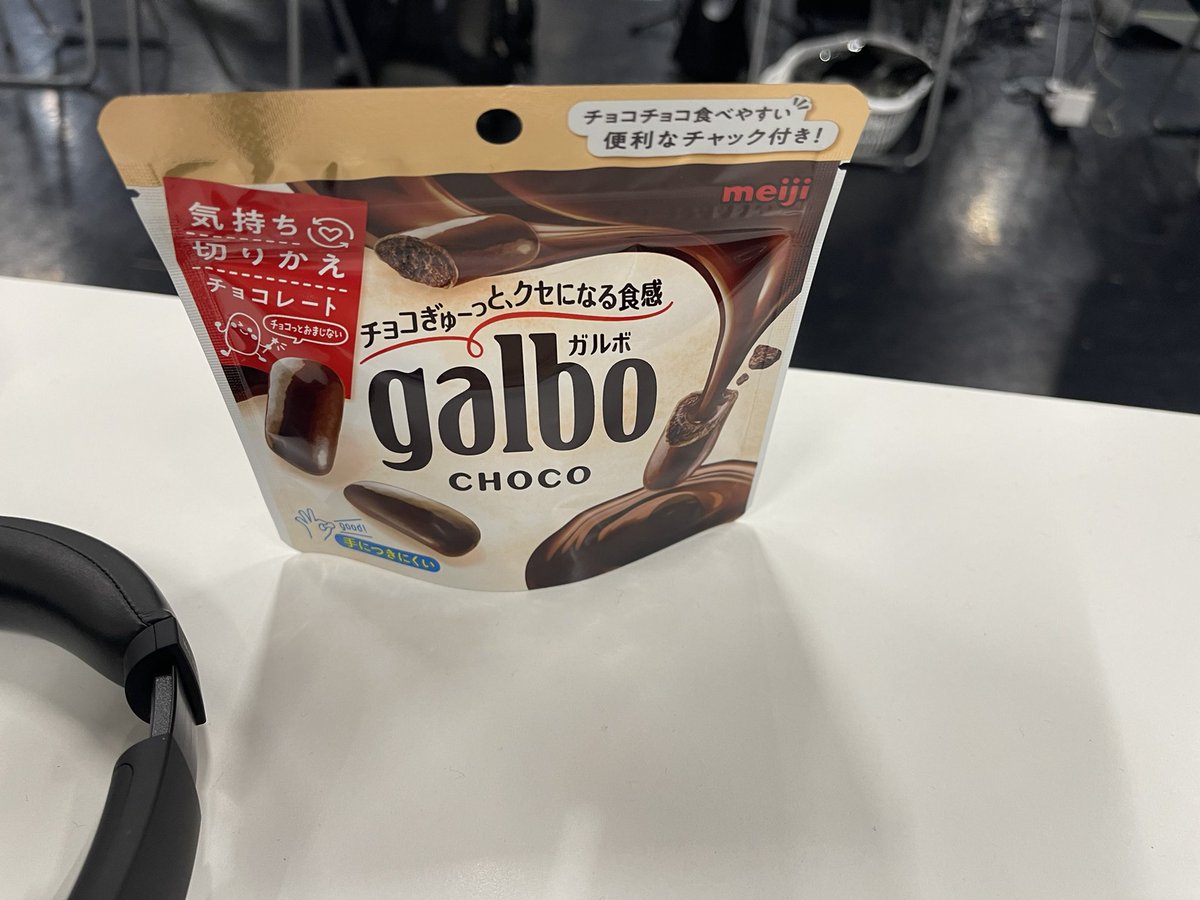 チョコチョコ食べやすい
便利なチャック付き!
meiji
気持ち
切りかえ
チョコレート
チョコっとおまじない
チョコぎゅーっと、クセになる食感
ガルボ
galbo
CHOCO
good!
手につきにくい